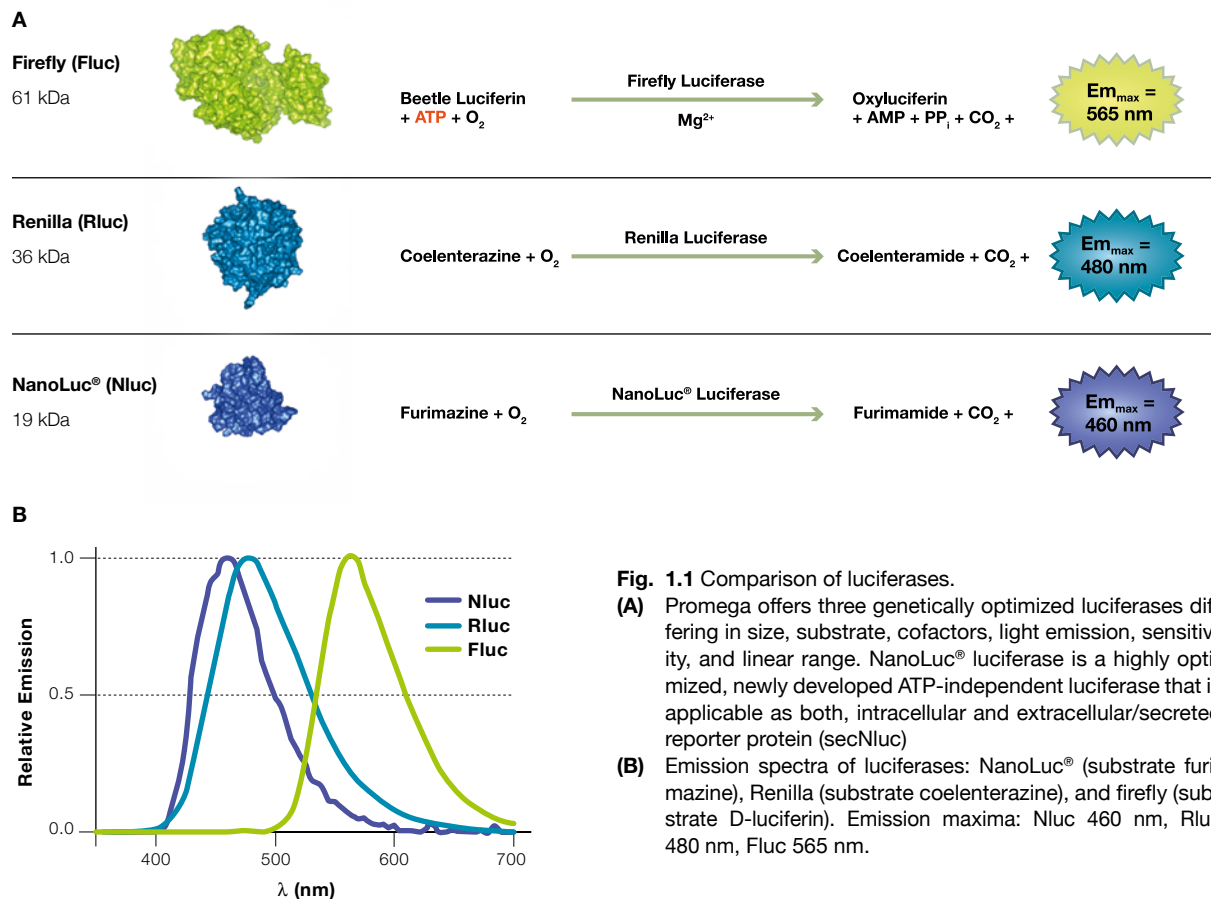 A
Firefly (Fluc)
61 kDa
Beetle Luciferin
+ ATP + O₂
Firefly Luciferase
Mg²⁺
Oxyluciferin
+ AMP + PPᵢ + CO₂ +
Emmax =
565 nm
Renilla (Rluc)
36 kDa
Coelenterazine + O₂
Renilla Luciferase
Coelenteramide + CO₂ +
Emmax =
480 nm
NanoLuc® (Nluc)
19 kDa
Furimazine + O₂
NanoLuc® Luciferase
Furimamide + CO₂ +
Emmax =
460 nm
B
Relative Emission
1.0
0.5
0.0
400
500
600
700
λ (nm)
Nluc
Rluc
Fluc
Fig. 1.1 Comparison of luciferases.
(A) Promega offers three genetically optimized luciferases dif-
fering in size, substrate, cofactors, light emission, sensitiv-
ity, and linear range. NanoLuc® luciferase is a highly opti-
mized, newly developed ATP-independent luciferase that i
applicable as both, intracellular and extracellular/secreted
reporter protein (secNluc)
(B) Emission spectra of luciferases: NanoLuc® (substrate furi-
mazine), Renilla (substrate coelenterazine), and firefly (sub-
strate D-luciferin). Emission maxima: Nluc 460 nm, Rlu
480 nm, Fluc 565 nm.